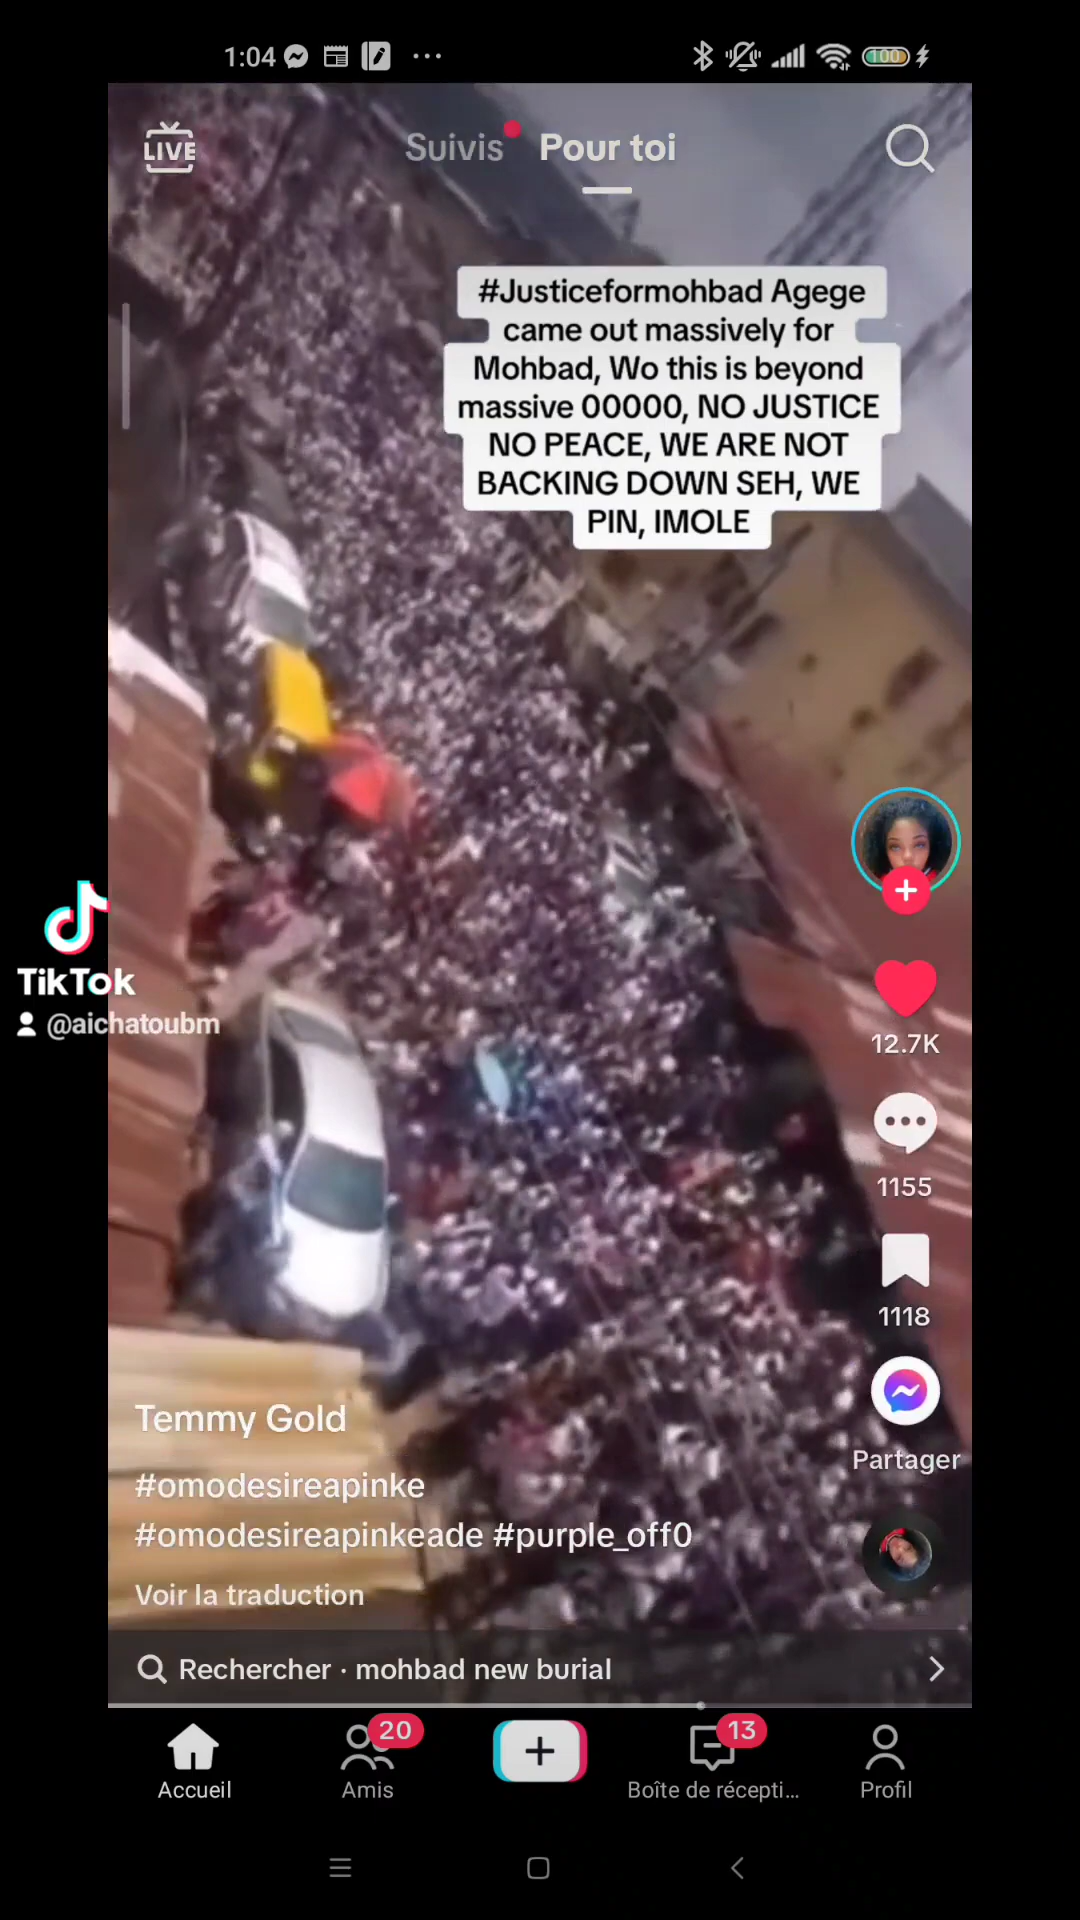 1:04
100
LIVE
Suivis
Pour toi
#Justiceformohbad Agege
came out massively for
Mohbad, Wo this is beyond
massive 00000, NO JUSTICE
NO PEACE, WE ARE NOT
BACKING DOWN SEH, WE
PIN, IMOLE
TikTok
@aichatoubm
12.7K
1155
1118
Partager
Temmy Gold
#omodesireapinke
#omodesireapinkeade #purple_off0
Voir la traduction
Rechercher · mohbad new burial
20
13
Accueil
Amis
Boîte de récepti...
Profil